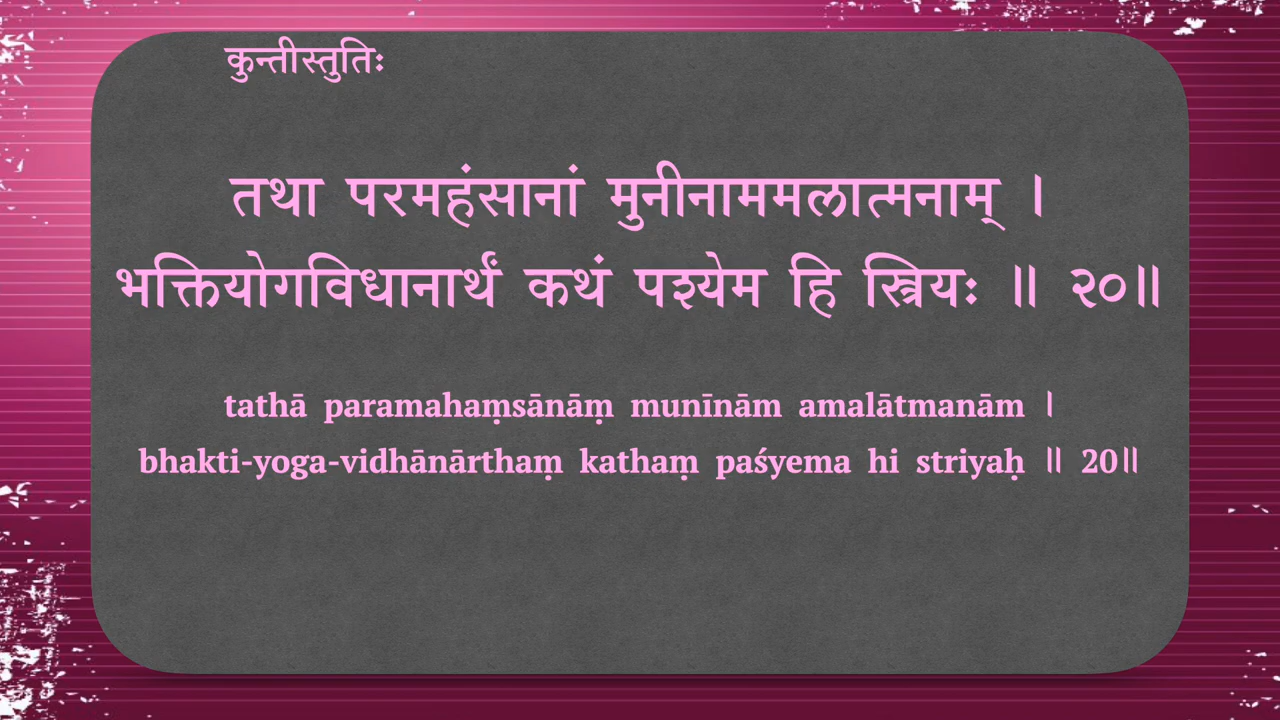 कुन्तीस्तुतिः
तथा परमहंसानां मुनीनाममलात्मनाम् ।
भक्तियोगविधानार्थं कथं पश्येम हि स्त्रियः ॥ २०॥
tathā paramahaṃsānāṃ munīnām amalātmanām ।
bhakti-yoga-vidhānārthaṃ kathaṃ paśyema hi striyaḥ ॥ 20॥